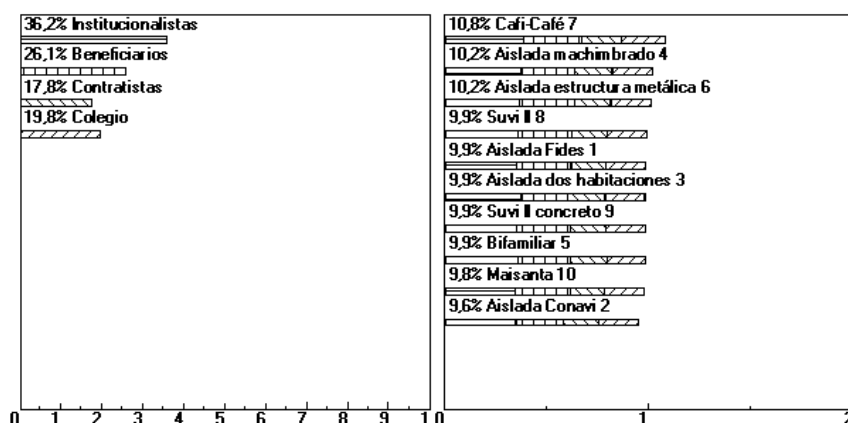 36,2% Institucionalistas
26,1% Beneficiarios
17,8% Contratistas
19,8% Colegio
0 .1 .2 .3 .4 .5 .6 .7 .8 .9 1
10,8% Cafi-Café 7
10,2% Aislada machimbrado 4
10,2% Aislada estructura metálica 6
9,9% Suvi II 8
9,9% Aislada Fides 1
9,9% Aislada dos habitaciones 3
9,9% Suvi II concreto 9
9,9% Bifamiliar 5
9,8% Maisanta 10
9,6% Aislada Conavi 2
.0 .1 .2